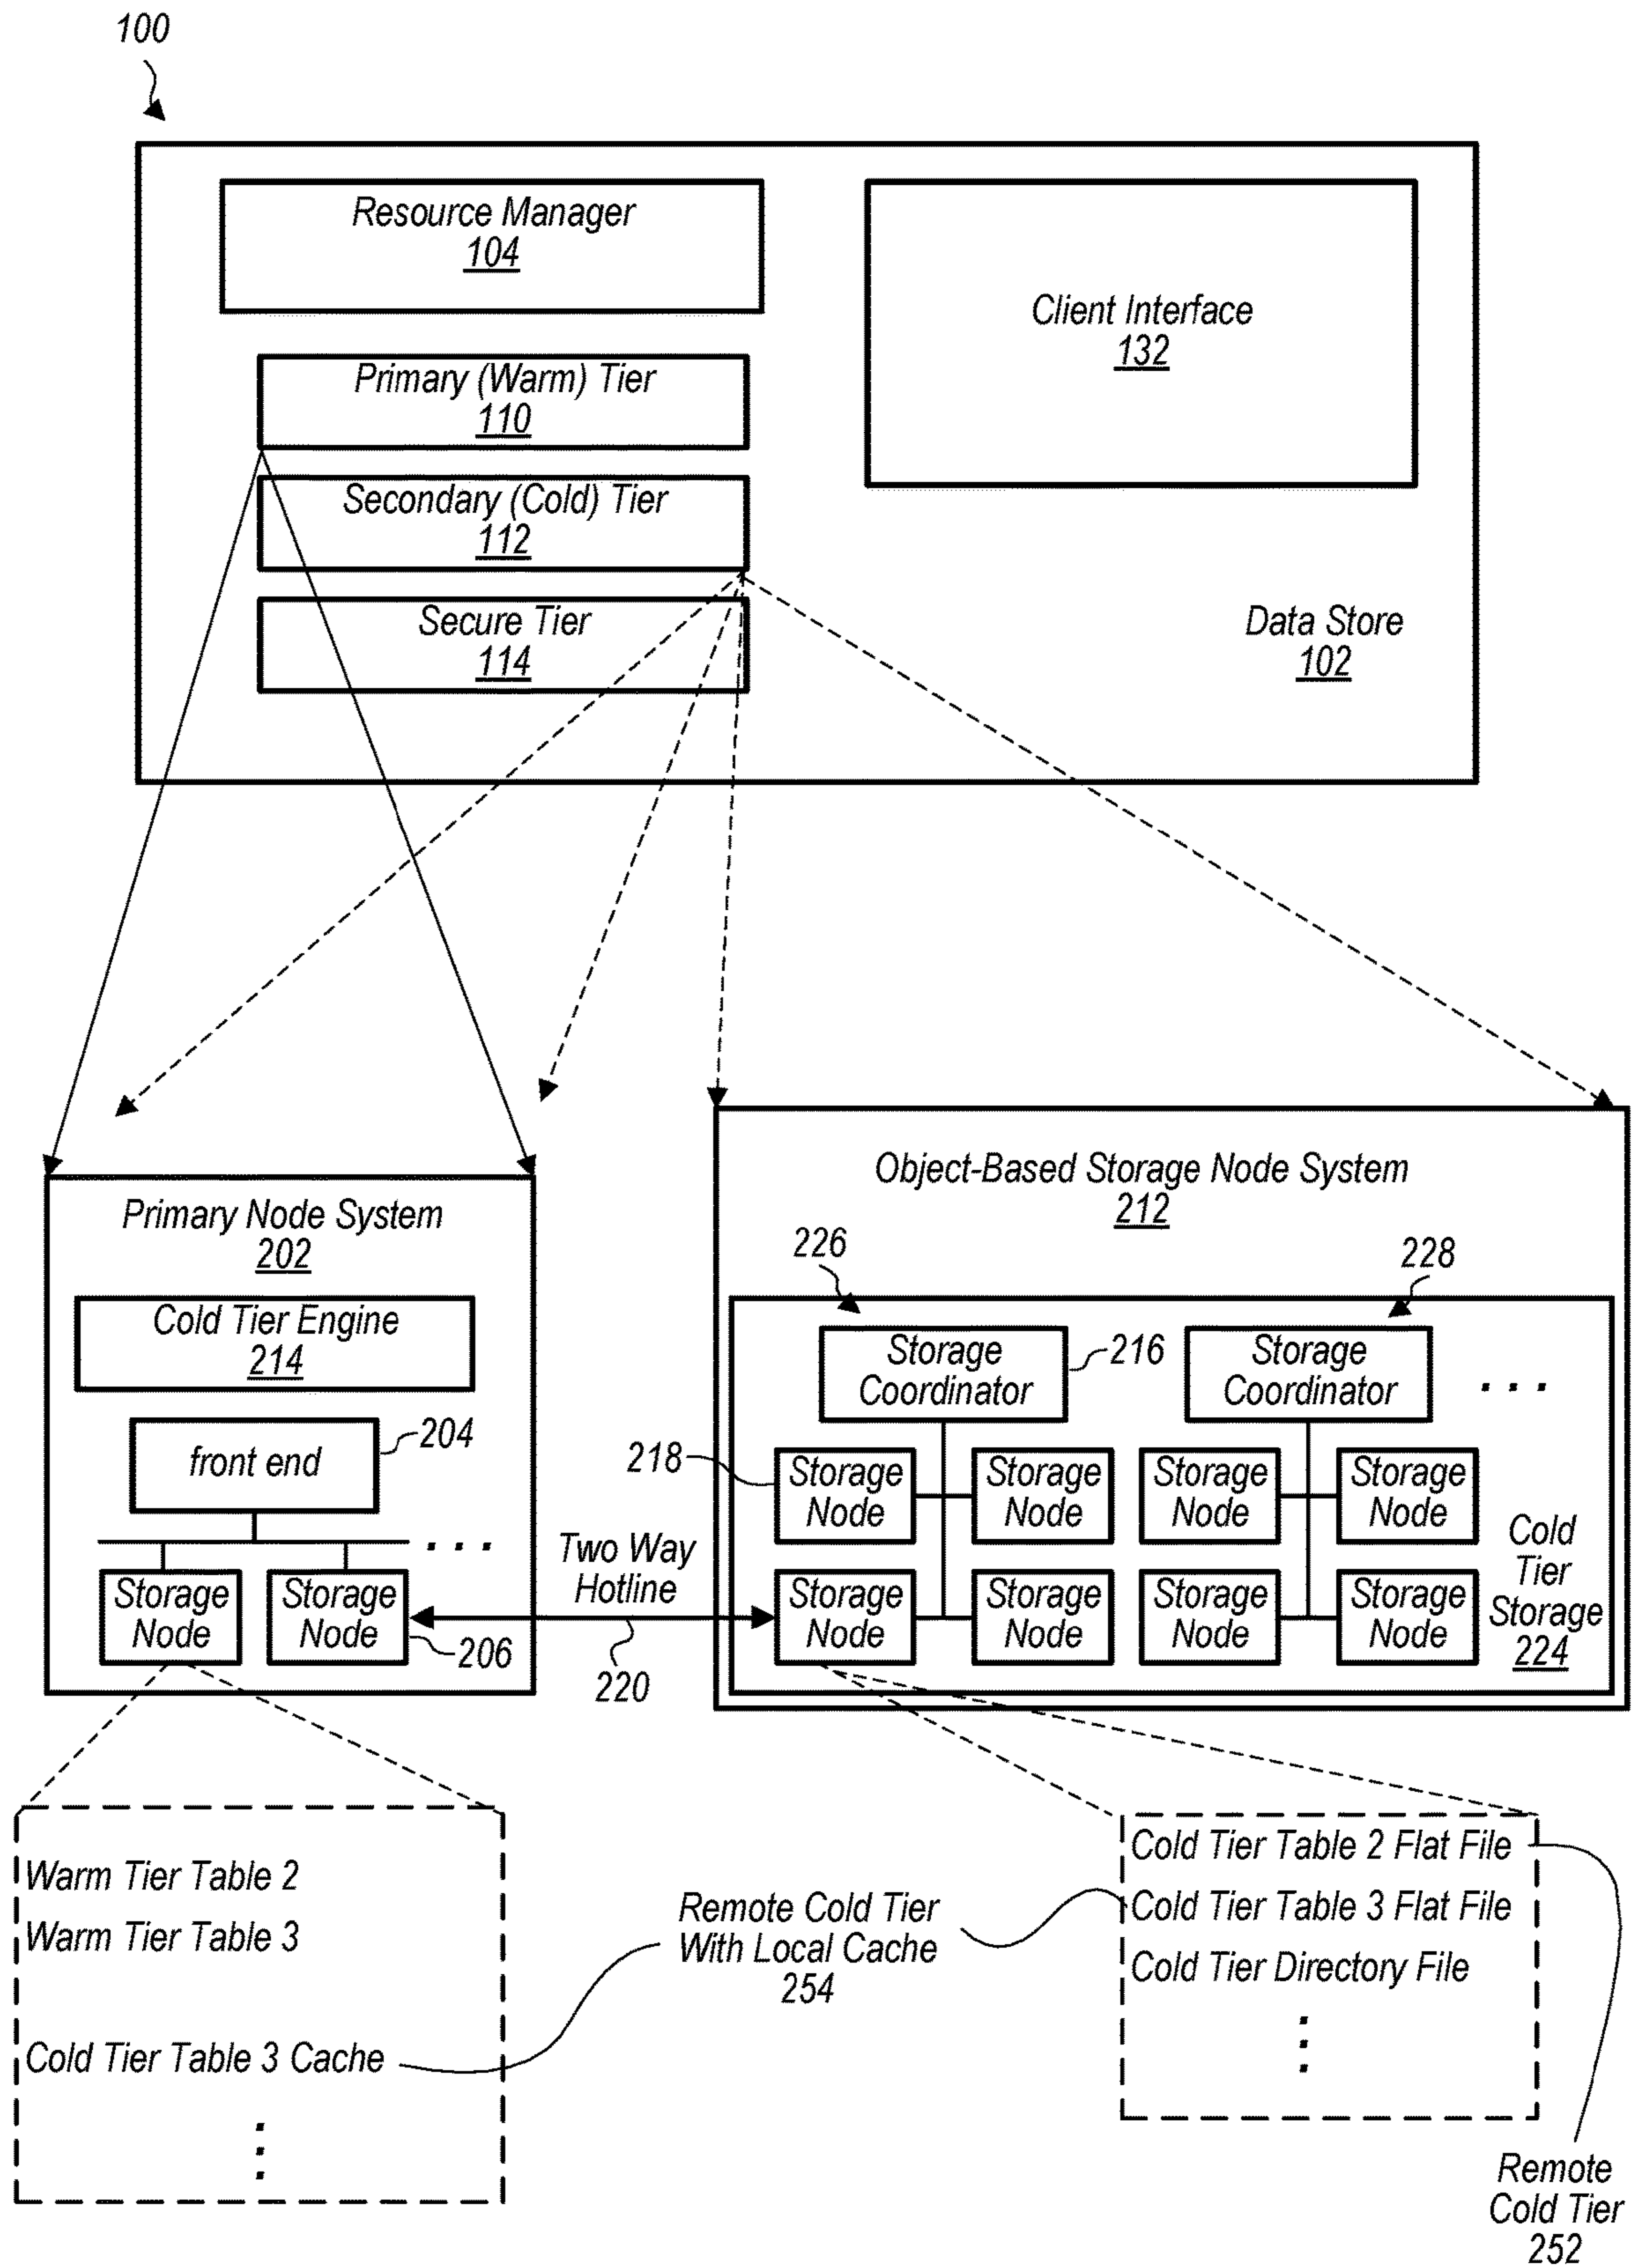 100
Resource Manager
104
Client Interface
132
Primary (Warm) Tier
110
Secondary (Cold) Tier
112
Secure Tier
114
Data Store
102
Primary Node System
202
Cold Tier Engine
214
front end
204
. . .
Storage
Node
Storage
Node
206
Two Way
Hotline
220
Object-Based Storage Node System
212
226
228
Storage
Coordinator
216
Storage
Coordinator
. . .
218
Storage
Node
Storage
Node
Storage
Node
Storage
Node
Storage
Node
Storage
Node
Storage
Node
Storage
Node
Cold
Tier
Storage
224
Warm Tier Table 2
Warm Tier Table 3
Cold Tier Table 3 Cache
Remote Cold Tier
With Local Cache
254
Cold Tier Table 2 Flat File
Cold Tier Table 3 Flat File
Cold Tier Directory File
Remote
Cold Tier
252